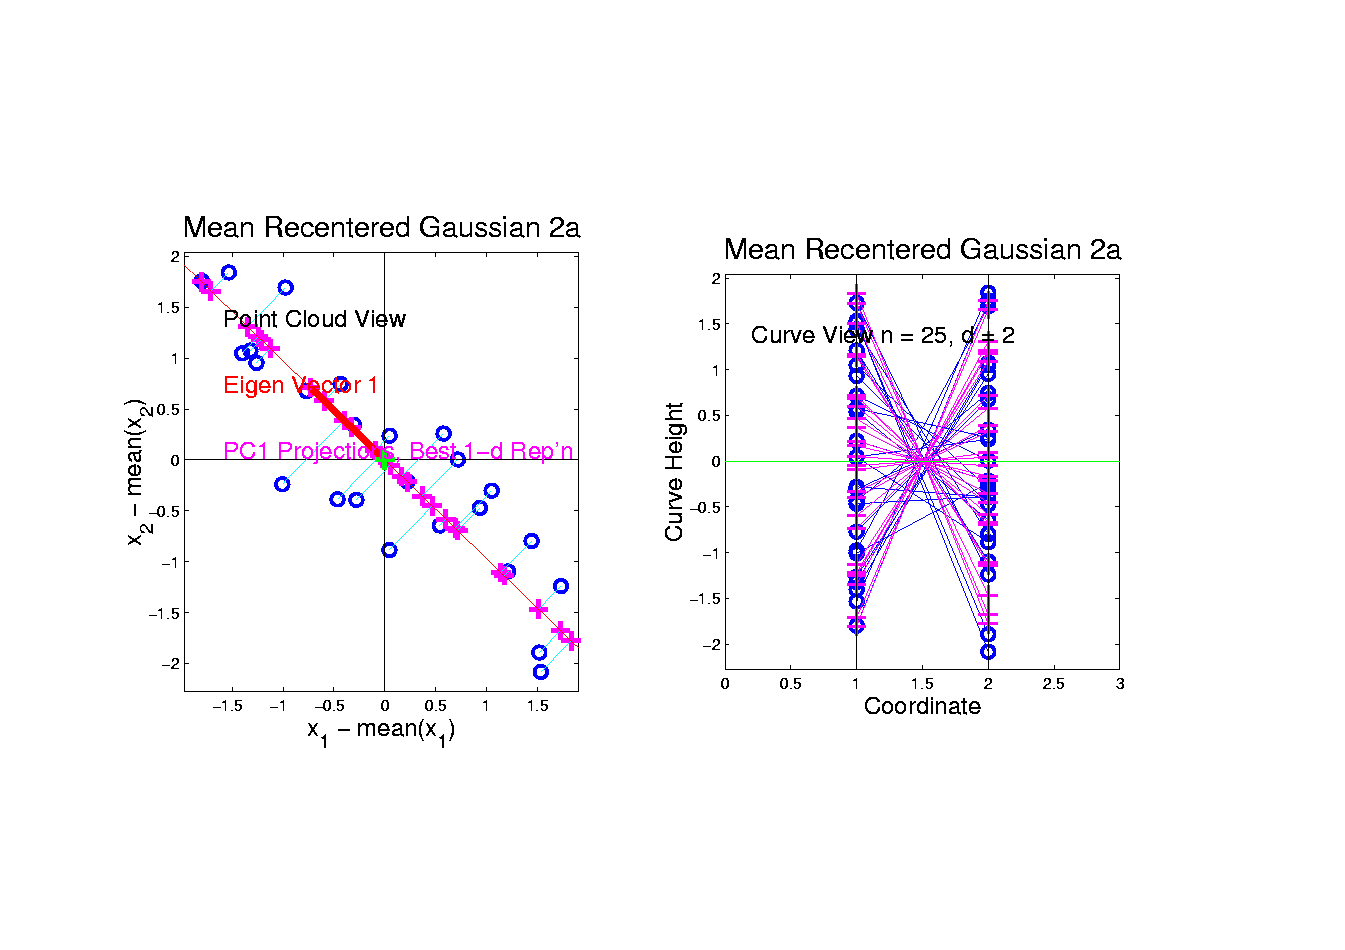 Mean Recentered Gaussian 2a
2
1.5
1
0.5
0
−0.5
−1
−1.5
−2
x2 − mean(x2)
Point Cloud View
Eigen Vector 1
PC1 Projections, Best 1−d Rep'n
−1.5 −1 −0.5 0 0.5 1 1.5
x1 − mean(x1)
Mean Recentered Gaussian 2a
2
1.5
1
0.5
0
−0.5
−1
−1.5
−2
Curve Height
Curve View n = 25, d = 2
0 0.5 1 1.5 2 2.5 3
Coordinate